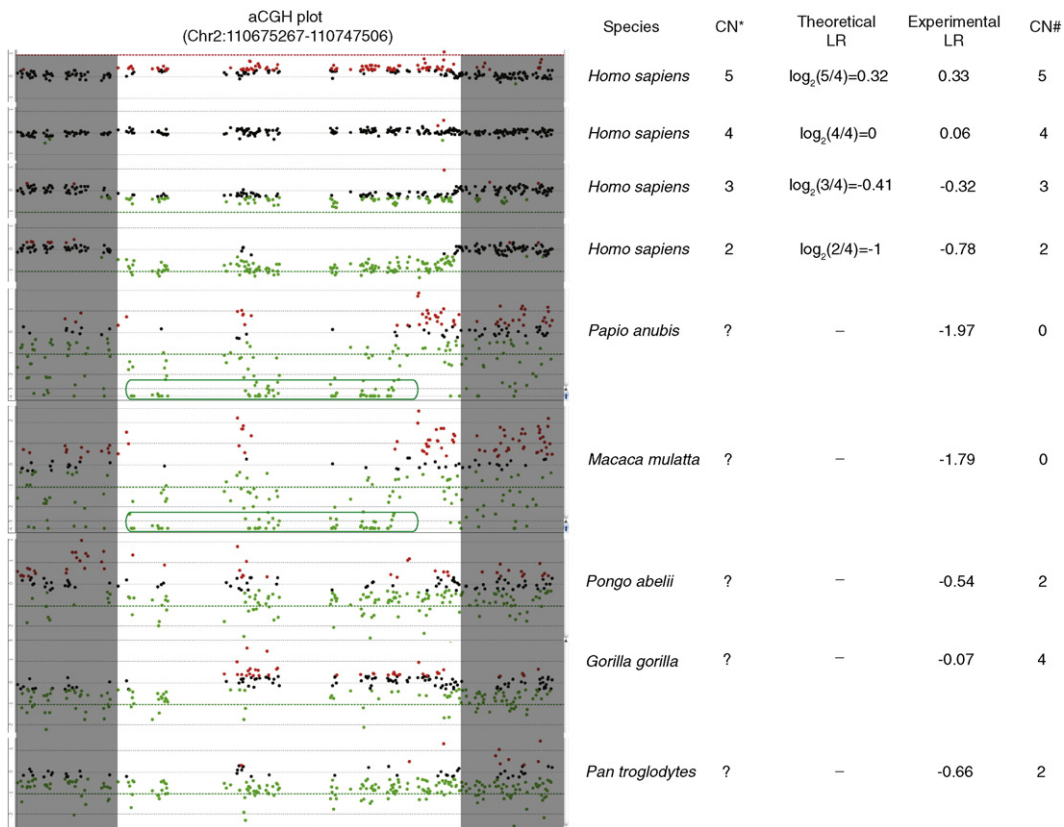 aCGH plot
(Chr2:110675267-110747506)
Species CN* Theoretical LR Experimental LR CN#
Homo sapiens 5 log2(5/4)=0.32 0.33 5
Homo sapiens 4 log2(4/4)=0 0.06 4
Homo sapiens 3 log2(3/4)=-0.41 -0.32 3
Homo sapiens 2 log2(2/4)=-1 -0.78 2
Papio anubis ? – -1.97 0
Macaca mulatta ? – -1.79 0
Pongo abelii ? – -0.54 2
Gorilla gorilla ? – -0.07 4
Pan troglodytes ? – -0.66 2